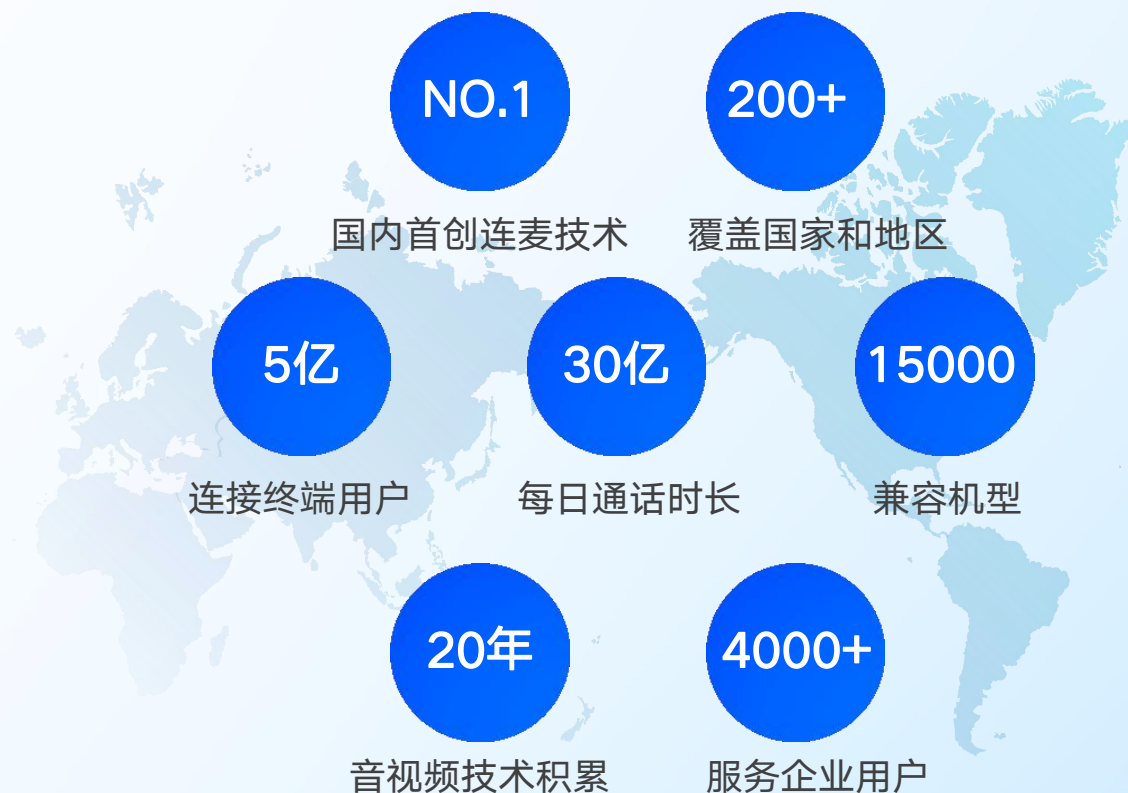 NO.1
200+
国内首创连麦技术
覆盖国家和地区
5亿
30亿
15000
连接终端用户
每日通话时长
兼容机型
20年
4000+
音视频技术积累
服务企业用户